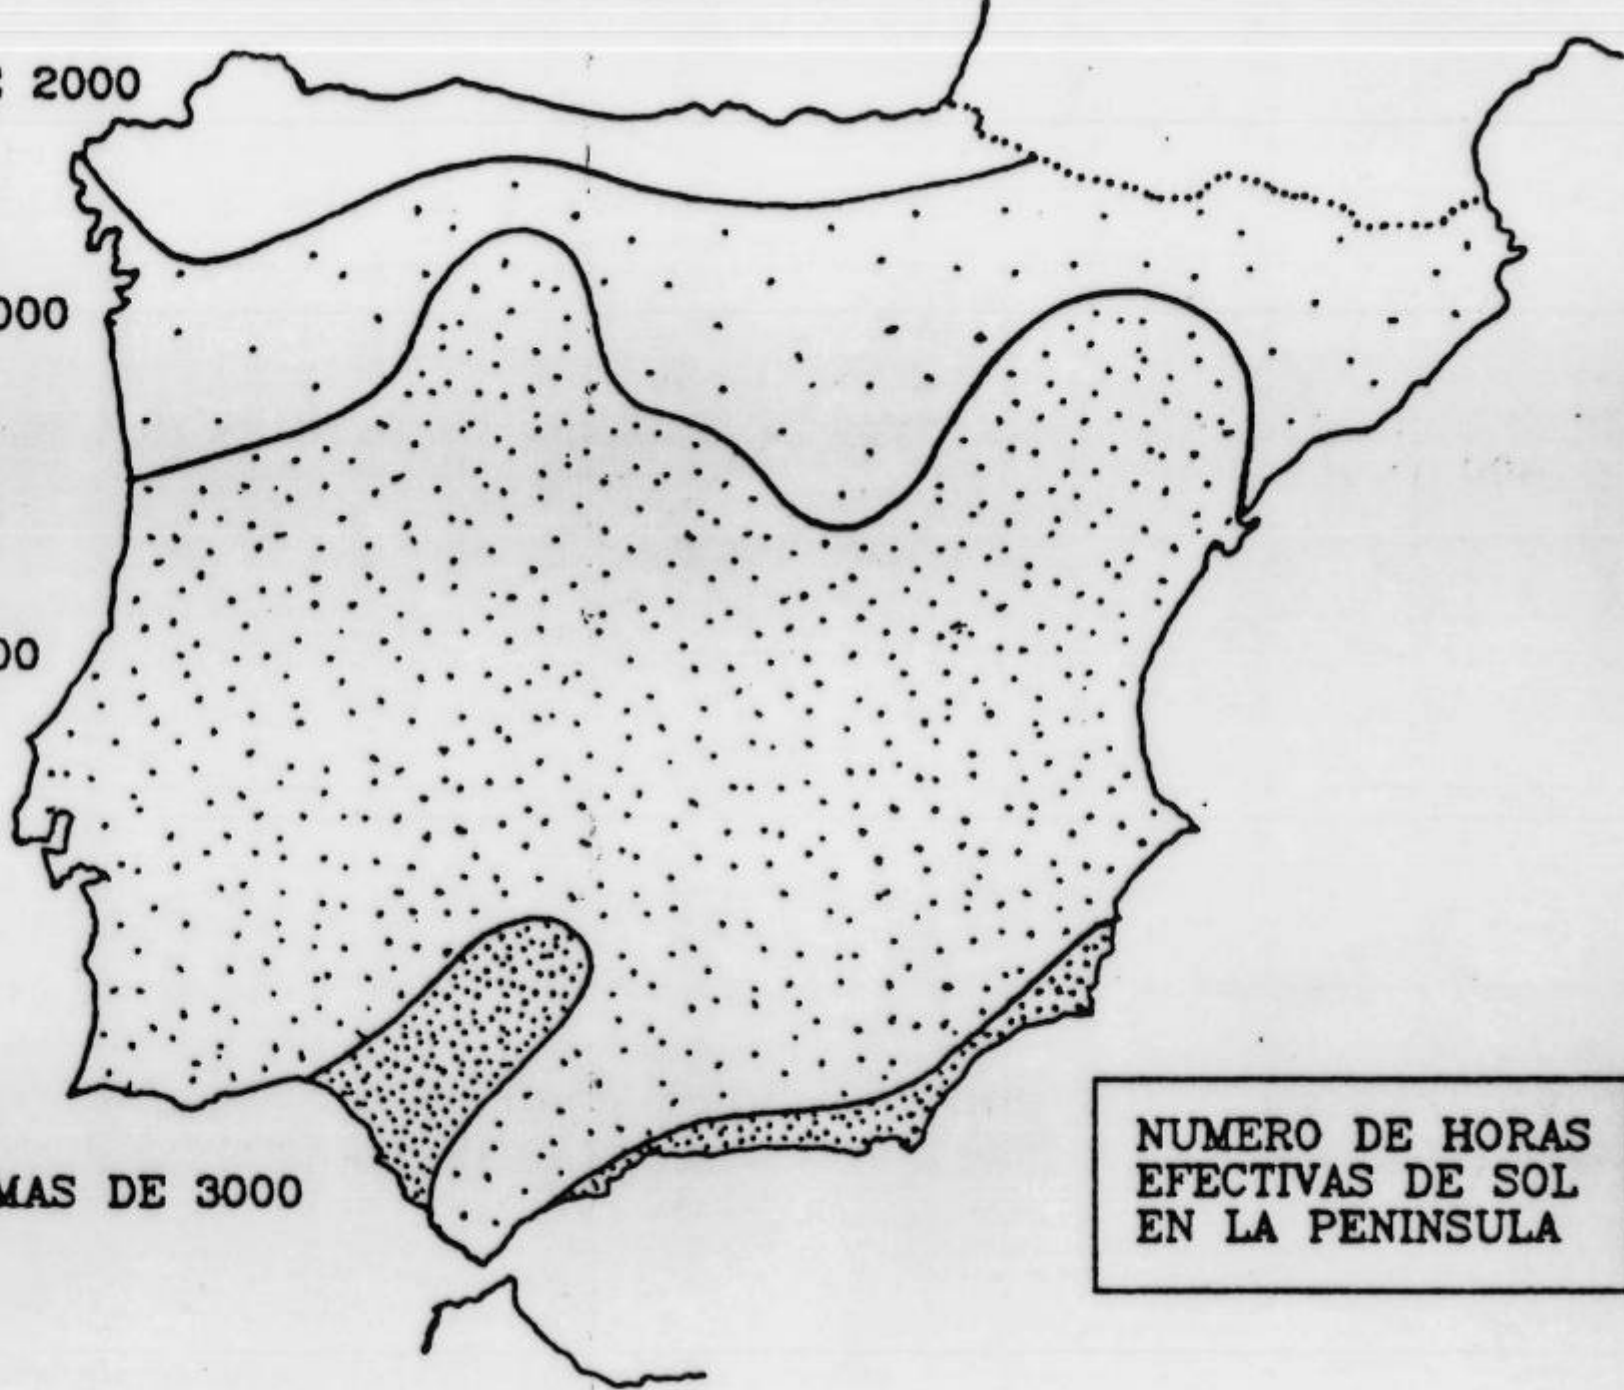 2000
000
00
MAS DE 3000
NUMERO DE HORAS
EFECTIVAS DE SOL
EN LA PENINSULA